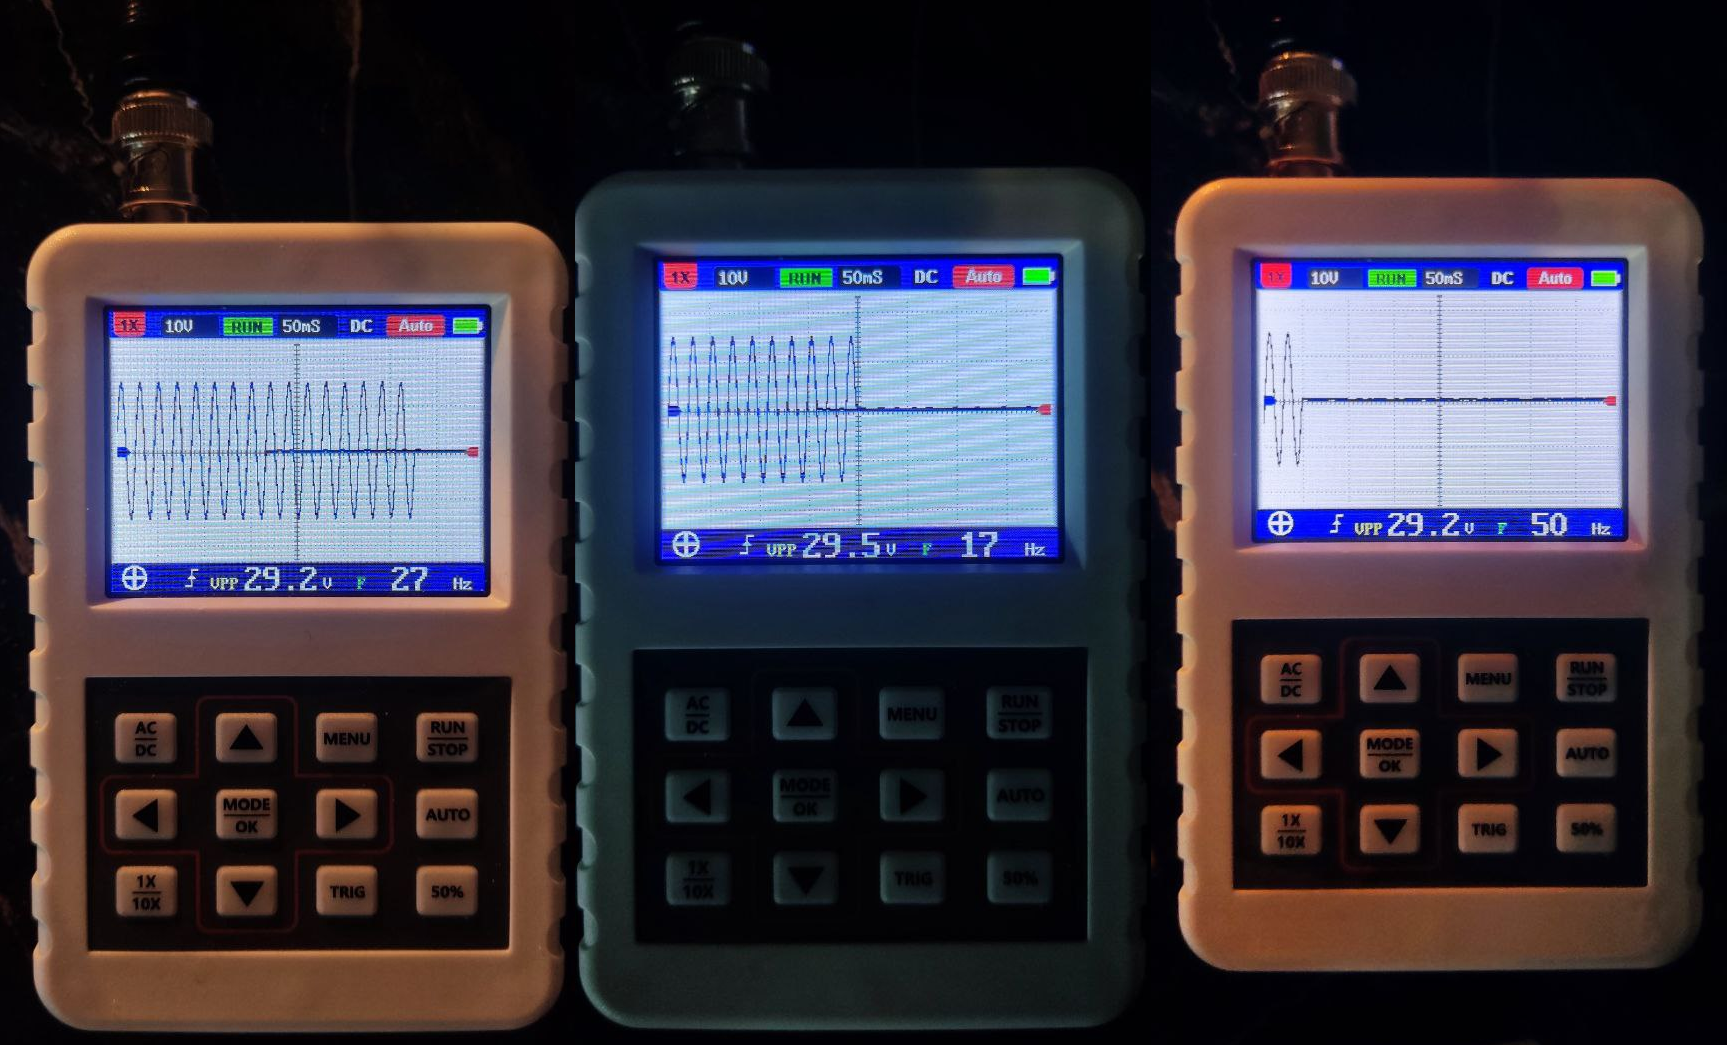 1X 10V RUN 50mS DC Auto
VPP 29.2 V F 27 Hz
AC DC MENU RUN STOP
MODE OK AUTO
1X 10X TRIG 50%
1X 10V RUN 50mS DC Auto
VPP 29.5 V F 17 Hz
AC DC MENU RUN STOP
MODE OK AUTO
1X 10X TRIG 50%
1X 10V RUN 50mS DC Auto
VPP 29.2 V F 50 Hz
AC DC MENU RUN STOP
MODE OK AUTO
1X 10X TRIG 50%